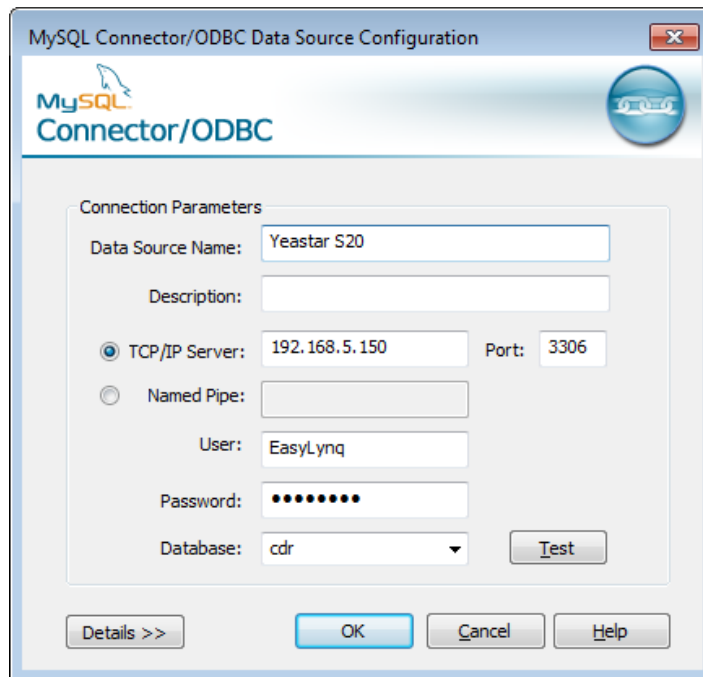 MySQL Connector/ODBC Data Source Configuration
MySQL
Connector/ODBC
Connection Parameters
Data Source Name: Yeastar S20
Description:
TCP/IP Server: 192.168.5.150 Port: 3306
Named Pipe:
User: EasyLynq
Password: ••••••••
Database: cdr Test
Details >> OK Cancel Help